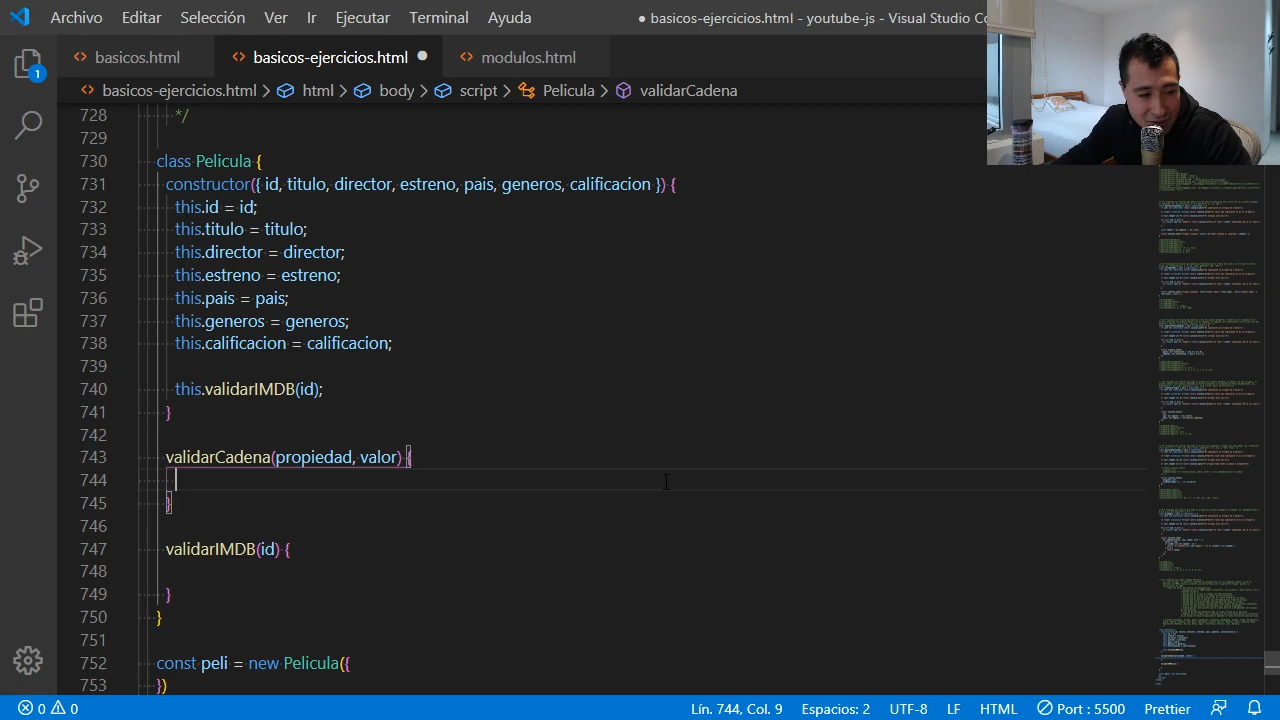 Archivo Editar Selección Ver Ir Ejecutar Terminal Ayuda ● basicos-ejercicios.html - youtube-js - Visual Studio Co
basicos.html basicos-ejercicios.html ● modulos.html
basicos-ejercicios.html > html > body > script > Pelicula > validarCadena
1
728 */
729
730 class Pelicula {
731 constructor({ id, titulo, director, estreno, pais, generos, calificacion }) {
732 this.id = id;
733 this.titulo = titulo;
734 this.director = director;
735 this.estreno = estreno;
736 this.pais = pais;
737 this.generos = generos;
738 this.calificacion = calificacion;
739
740 this.validarIMDB(id);
741 }
742
743 validarCadena(propiedad, valor) {
744
745 }
746
747 validarIMDB(id) {
748
749 }
750 }
751
752 const peli = new Pelicula({
753 })
0 0 Lín. 744, Col. 9 Espacios: 2 UTF-8 LF HTML Port : 5500 Prettier